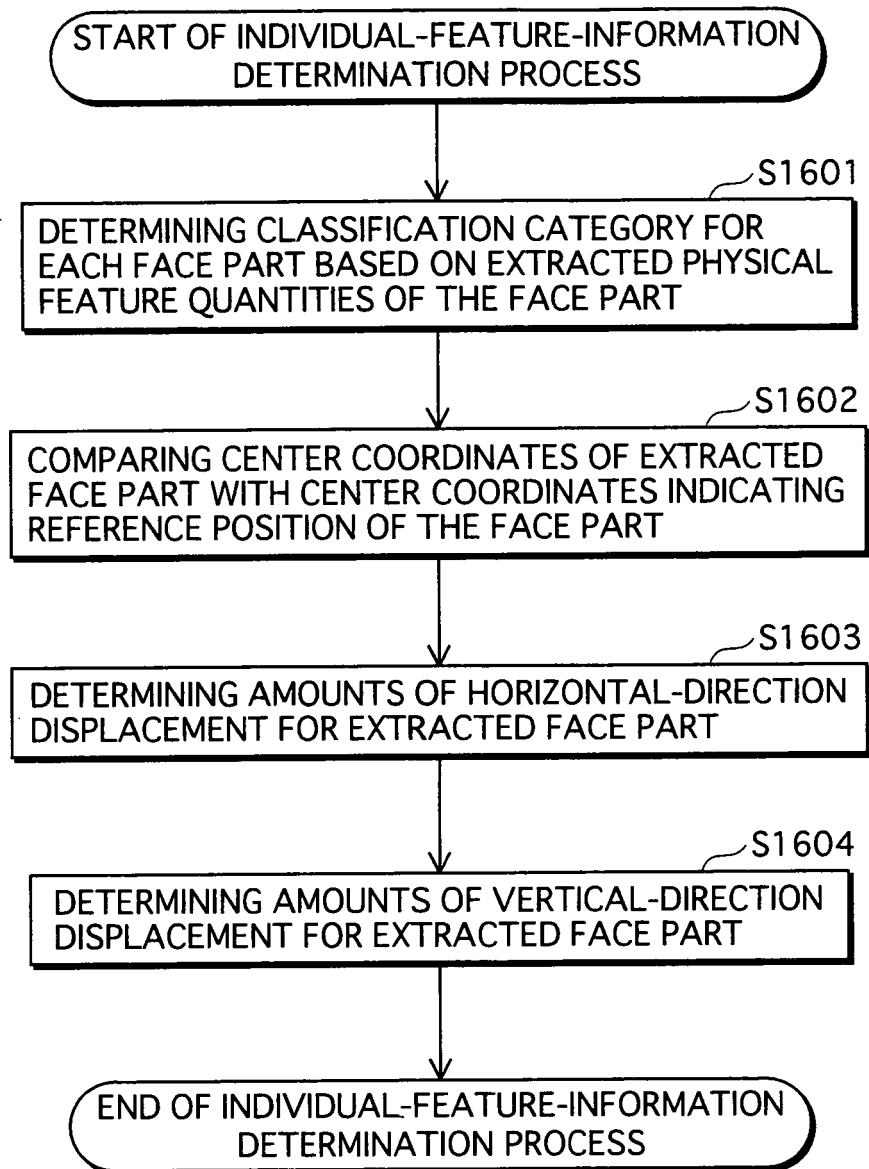 START OF INDIVIDUAL-FEATURE-INFORMATION
DETERMINATION PROCESS
S1601
DETERMINING CLASSIFICATION CATEGORY FOR
EACH FACE PART BASED ON EXTRACTED PHYSICAL
FEATURE QUANTITIES OF THE FACE PART
S1602
COMPARING CENTER COORDINATES OF EXTRACTED
FACE PART WITH CENTER COORDINATES INDICATING
REFERENCE POSITION OF THE FACE PART
S1603
DETERMINING AMOUNTS OF HORIZONTAL-DIRECTION
DISPLACEMENT FOR EXTRACTED FACE PART
S1604
DETERMINING AMOUNTS OF VERTICAL-DIRECTION
DISPLACEMENT FOR EXTRACTED FACE PART
END OF INDIVIDUAL-FEATURE-INFORMATION
DETERMINATION PROCESS